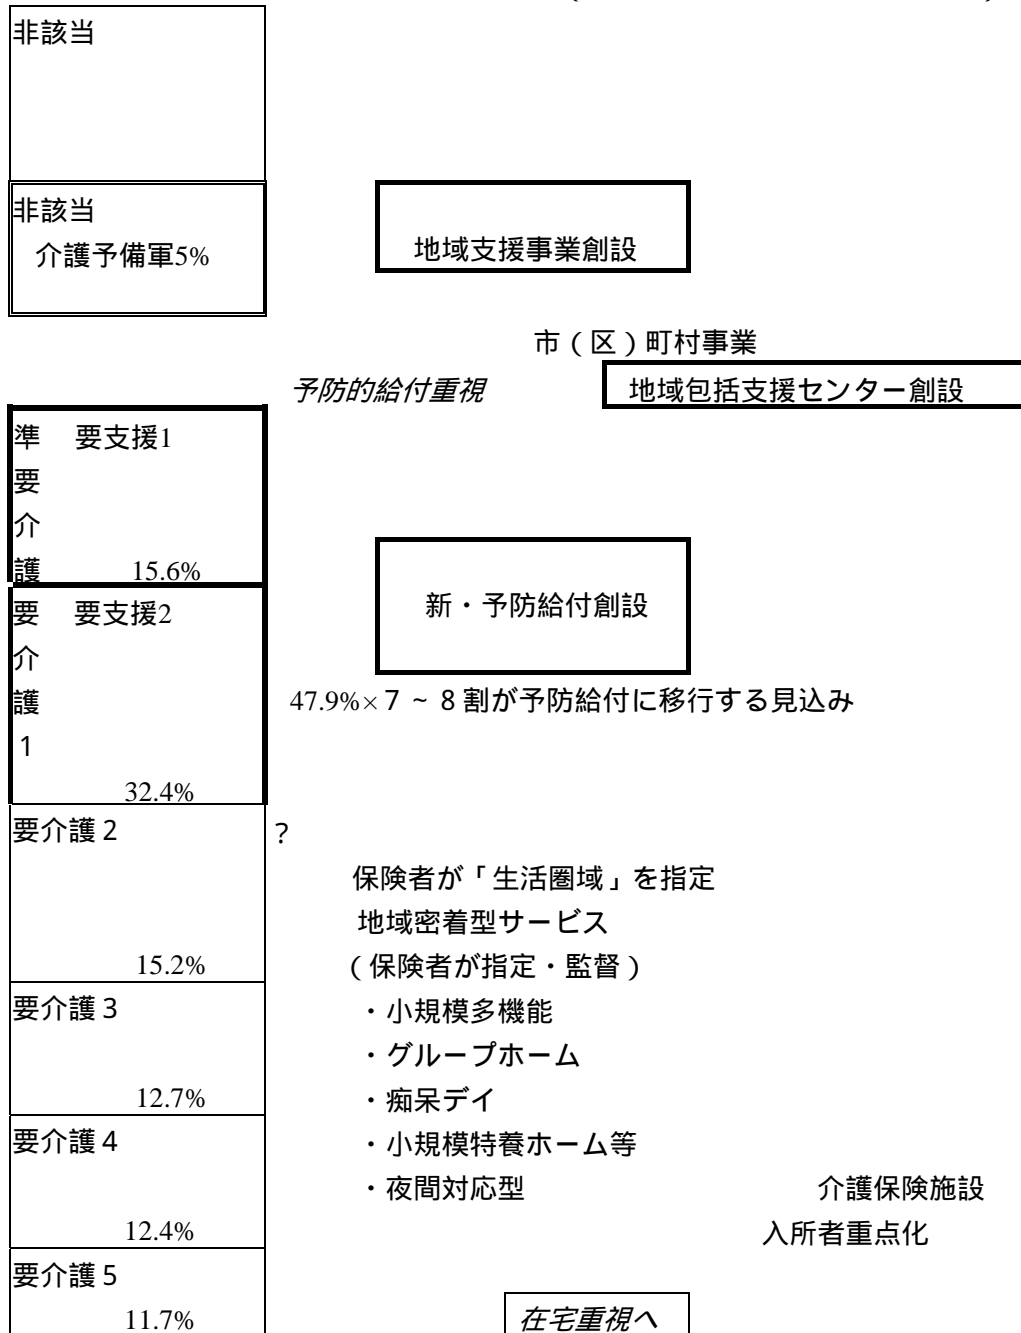 非該当
非該当
介護予備軍5%
地域支援事業創設
市(区)町村事業
予防的給付重視
地域包括支援センター創設
準 要支援1
要
介
護 15.6%
要 要支援2
介
護
1
32.4%
新・予防給付創設
47.9%×7~8割が予防給付に移行する見込み
要介護2
?
15.2%
保険者が「生活圏域」を指定
地域密着型サービス
(保険者が指定・監督)
・小規模多機能
・グループホーム
・痴呆デイ
・小規模特養ホーム等
・夜間対応型
要介護3
12.7%
要介護4
12.4%
介護保険施設
入所者重点化
要介護5
11.7%
在宅重視へ